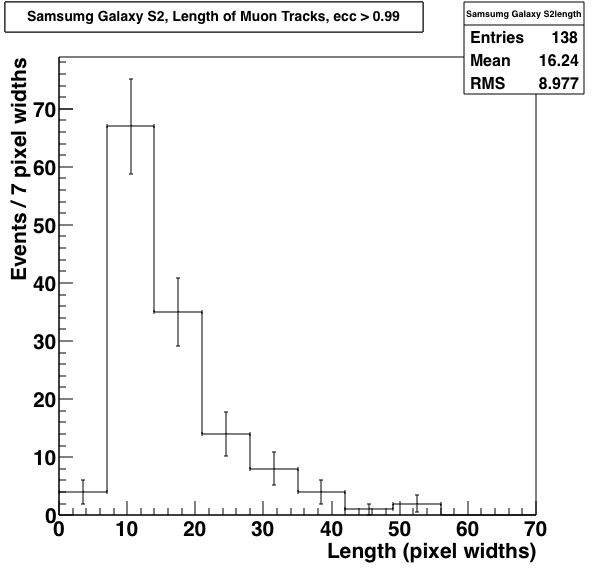 Samsumg Galaxy S2, Length of Muon Tracks, ecc > 0.99
Samsumg Galaxy S2length
Entries 138
Mean 16.24
RMS 8.977
Events / 7 pixel widths
70
60
50
40
30
20
10
0
0 10 20 30 40 50 60 70
Length (pixel widths)